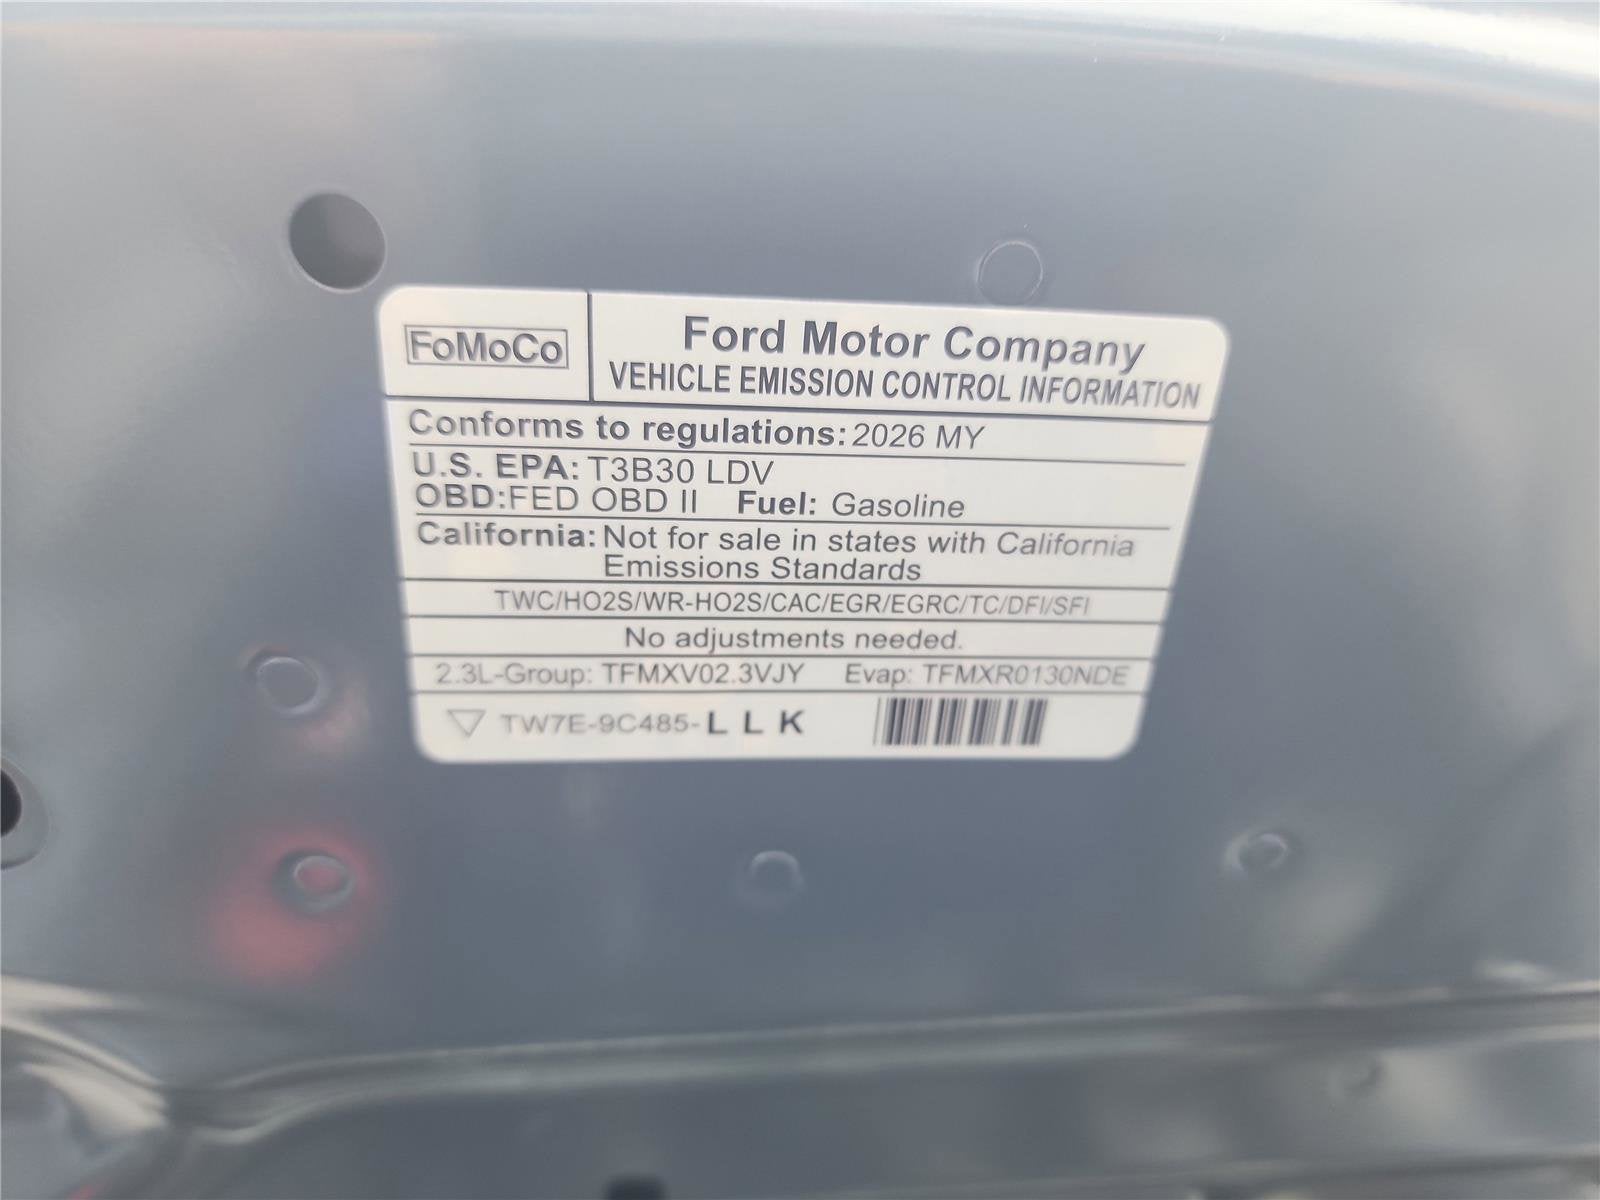 FoMoCo
Ford Motor Company
VEHICLE EMISSION CONTROL INFORMATION
Conforms to regulations: 2026 MY
U.S. EPA: T3B30 LDV
OBD:FED OBD II Fuel: Gasoline
California: Not for sale in states with California
Emissions Standards
TWC/HO2S/WR-HO2S/CAC/EGR/EGRC/TC/DFI/SFI
No adjustments needed.
2.3L-Group: TFMXV02.3VJY Evap: TFMXR0130NDE
TW7E-9C485-L L K